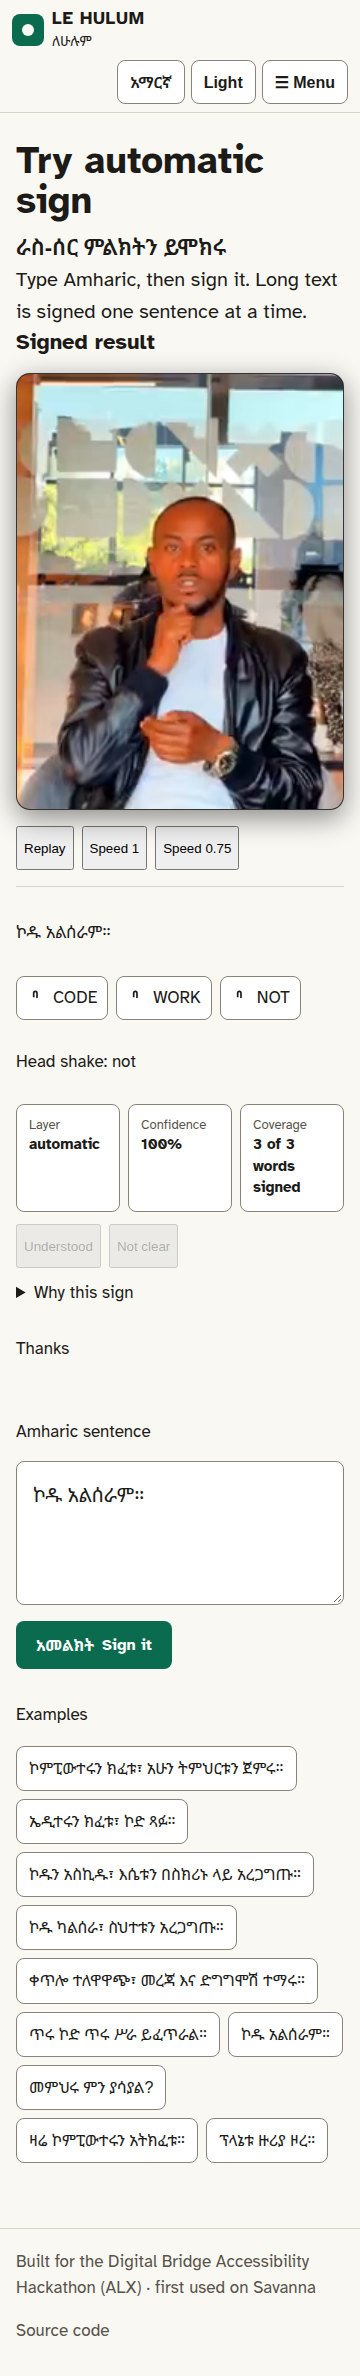 LE HULUM
ለሁሉም
አማርኛ
Light
☰ Menu
Try automatic
sign
ራስ-ሰር ምልክትን ይሞክሩ
Type Amharic, then sign it. Long text
is signed one sentence at a time.
Signed result
Replay
Speed 1
Speed 0.75
ኮዱ አልሰራም።
CODE
WORK
NOT
Head shake: not
Layer
automatic
Confidence
100%
Coverage
3 of 3
words
signed
Understood
Not clear
▶ Why this sign
Thanks
Amharic sentence
ኮዱ አልሰራም።
አመልክት Sign it
Examples
ኮምፒውተሩን ክፈቱ፣ አሁን ትምህርቱን ጀምሩ።
ኤዲተሩን ክፈቱ፣ ኮድ ጻፉ።
ኮዱን አስኪዱ፣ እሴቱን በስክሪኑ ላይ አረጋግጡ።
ኮዱ ካልሰራ፣ ስህተቱን አረጋግጡ።
ቀጥሎ ተለዋዋጭ፣ መረጃ እና ድግግሞሽ ተማሩ።
ጥሩ ኮድ ጥሩ ሥራ ይፈጥራል።
ኮዱ አልሰራም።
መምህሩ ምን ያሳያል?
ዛሬ ኮምፒውተሩን አትክፈቱ።
ፕላኔቱ ዙሪያ ዞረ።
Built for the Digital Bridge Accessibility
Hackathon (ALX) · first used on Savanna
Source code